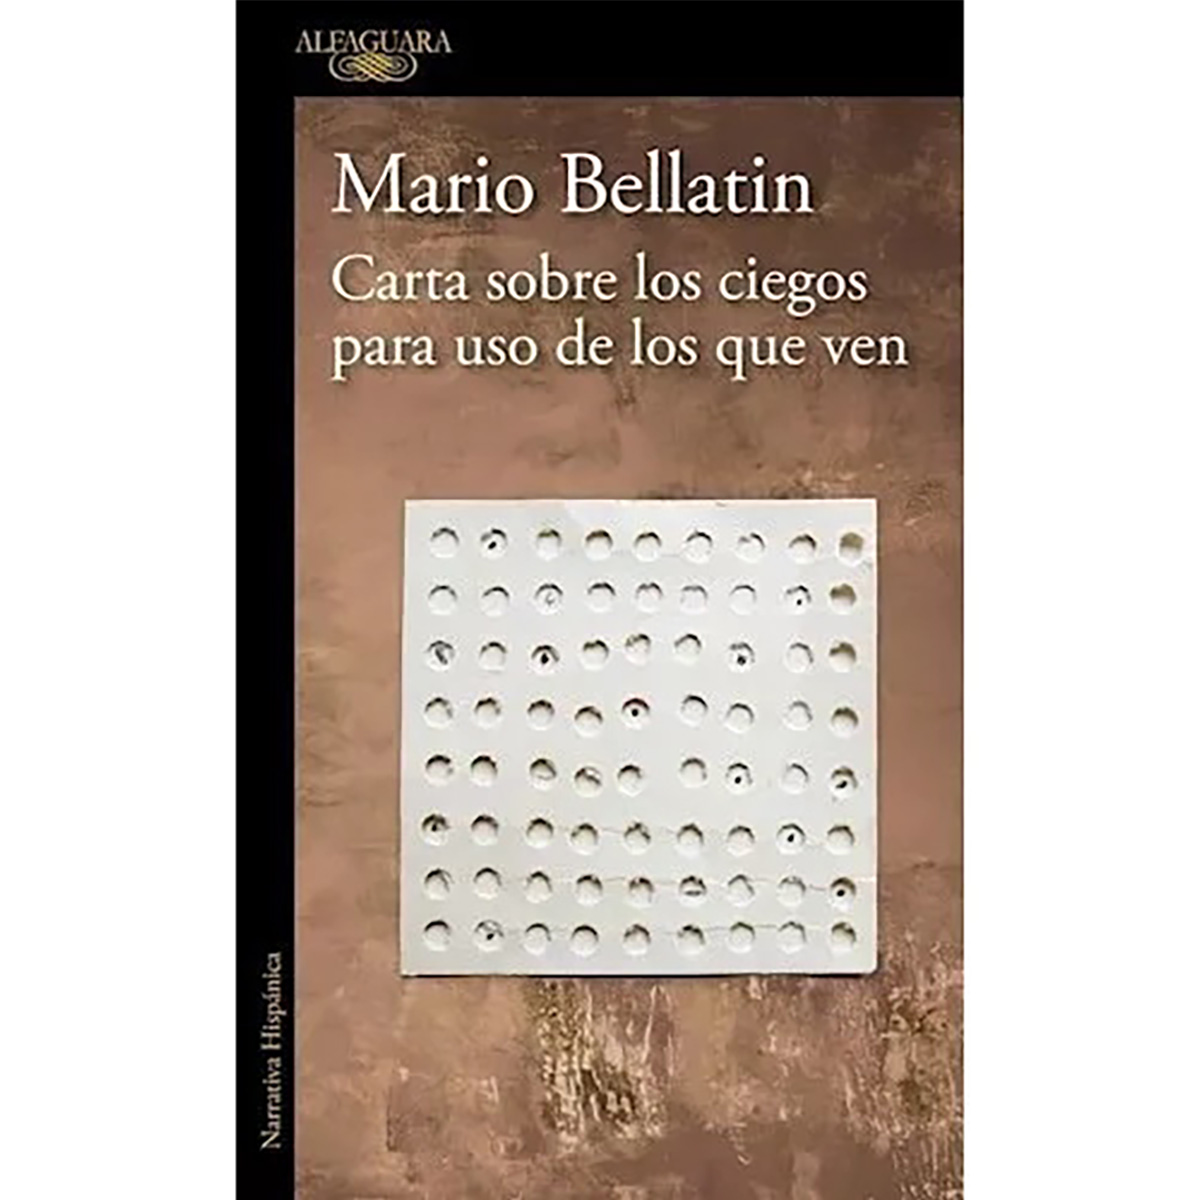 ALFAGUARA
Mario Bellatin
Carta sobre los ciegos
para uso de los que ven
Narrativa Hispánica